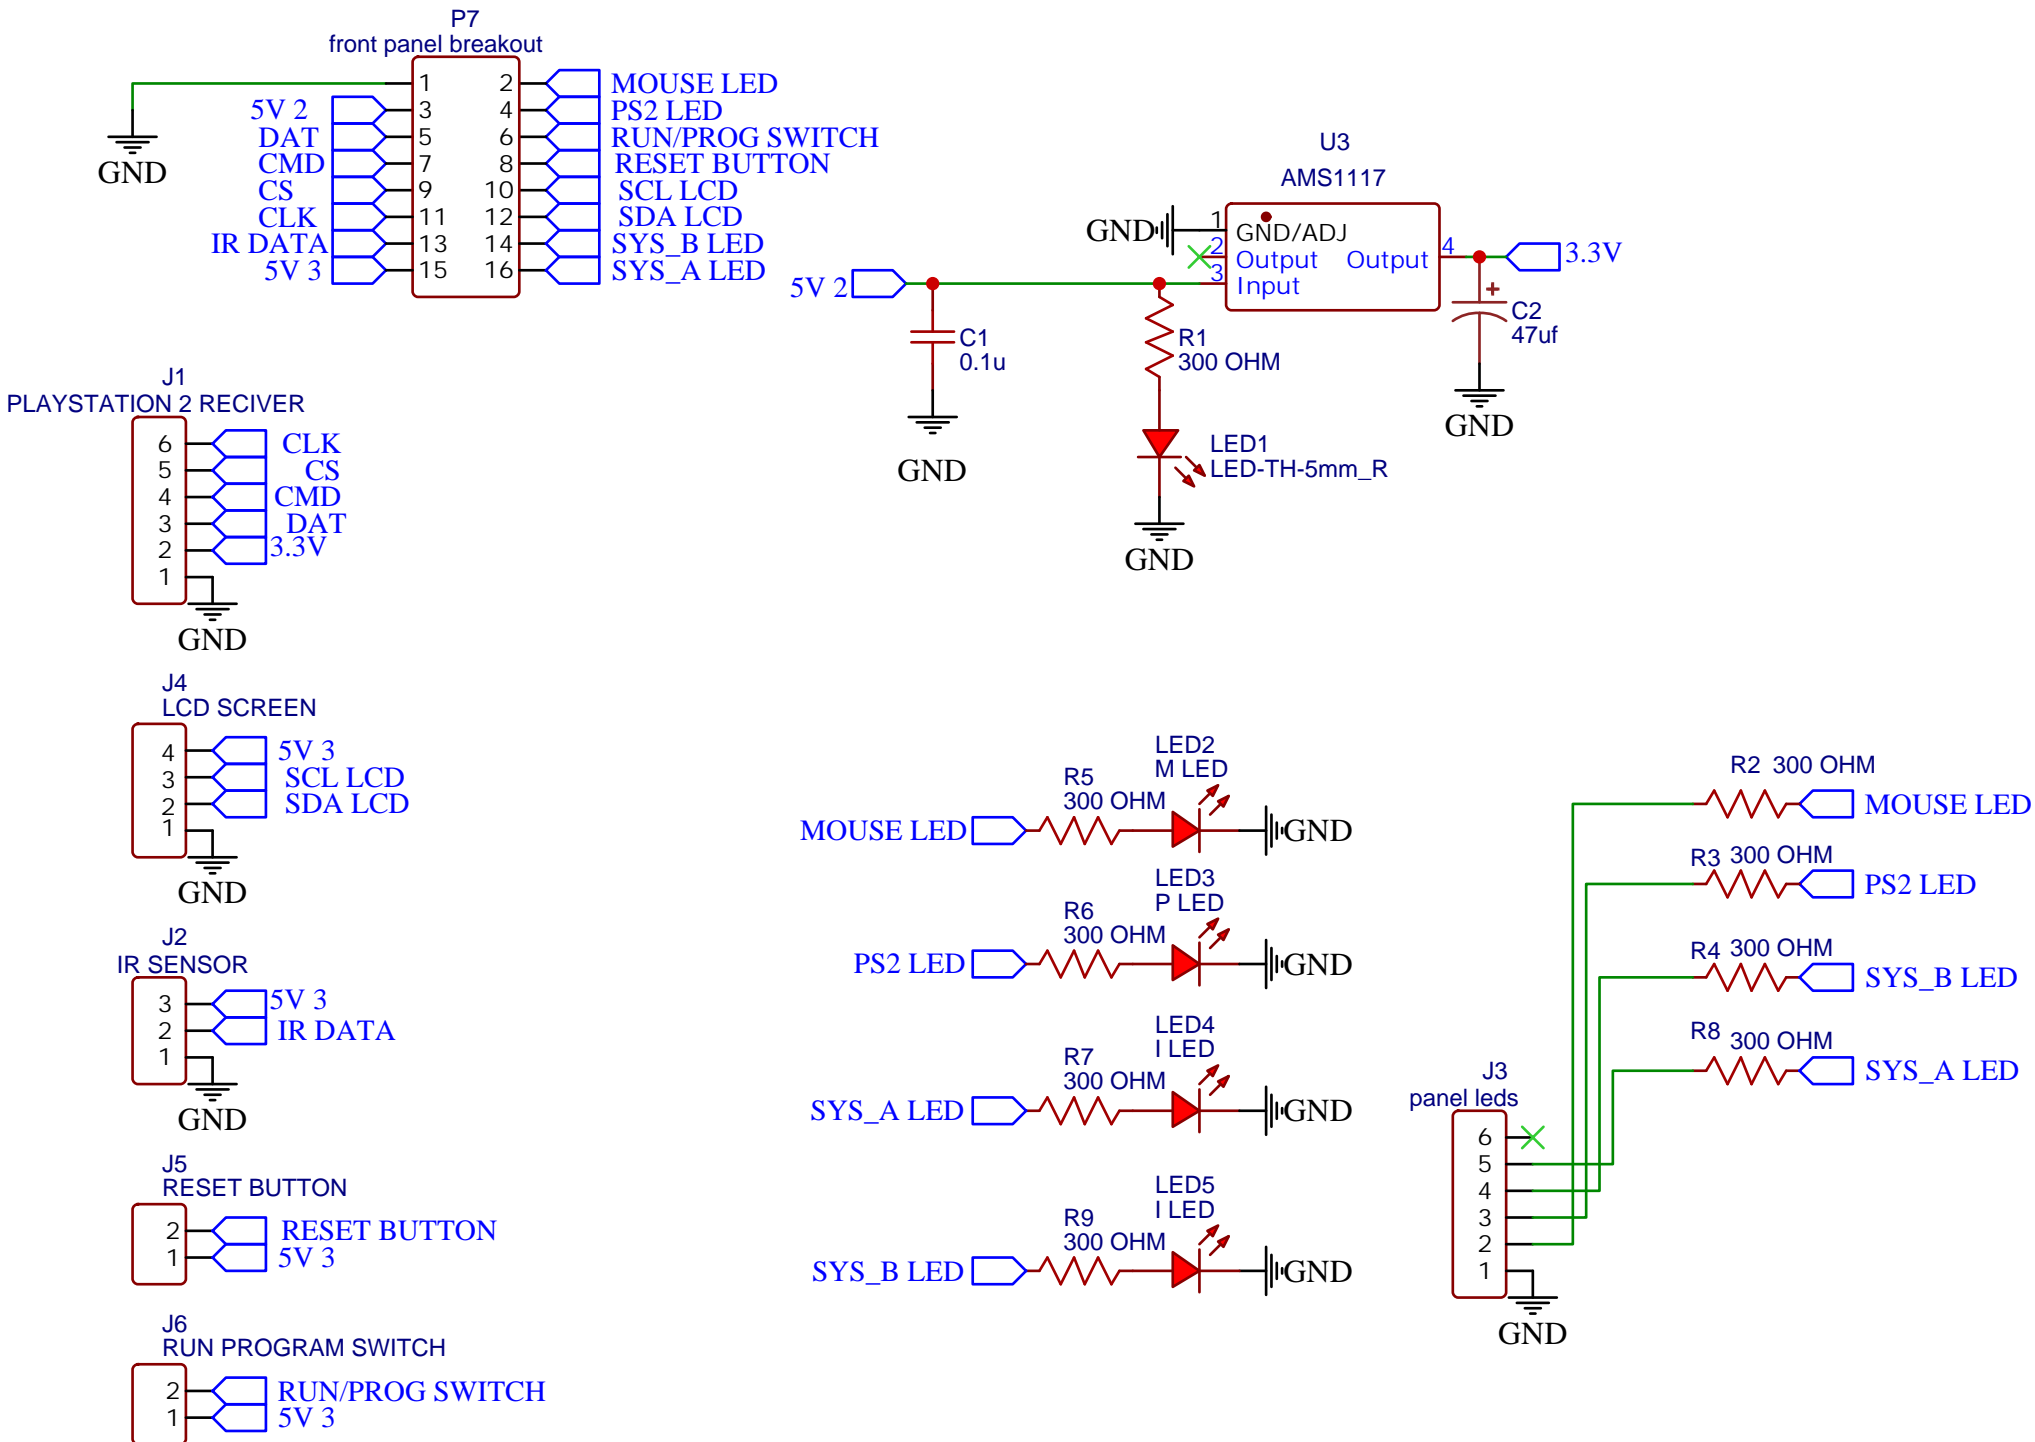 P7
front panel breakout
1 2 MOUSE LED
5V 2 3 4 PS2 LED
DAT 5 6 RUN/PROG SWITCH
CMD 7 8 RESET BUTTON
CS 9 10 SCL LCD
CLK 11 12 SDA LCD
IR DATA 13 14 SYS_B LED
5V 3 15 16 SYS_A LED
GND
U3
AMS1117
GND 1 GND/ADJ
2 Output Output 4 3.3V
5V 2 3 Input
C1
0.1u
GND
R1
300 OHM
LED1
LED-TH-5mm_R
GND
+
C2
47uf
GND
J1
PLAYSTATION 2 RECIVER
6 CLK
5 CS
4 CMD
3 DAT
2 3.3V
1
GND
J4
LCD SCREEN
4 5V 3
3 SCL LCD
2 SDA LCD
1
GND
J2
IR SENSOR
3 5V 3
2 IR DATA
1
GND
J5
RESET BUTTON
2 RESET BUTTON
1 5V 3
J6
RUN PROGRAM SWITCH
2 RUN/PROG SWITCH
1 5V 3
LED2
M LED
R5
300 OHM
MOUSE LED GND
LED3
P LED
R6
300 OHM
PS2 LED GND
LED4
I LED
R7
300 OHM
SYS_A LED GND
LED5
I LED
R9
300 OHM
SYS_B LED GND
R2 300 OHM
MOUSE LED
R3 300 OHM
PS2 LED
R4 300 OHM
SYS_B LED
R8 300 OHM
SYS_A LED
J3
panel leds
6
5
4
3
2
1
GND